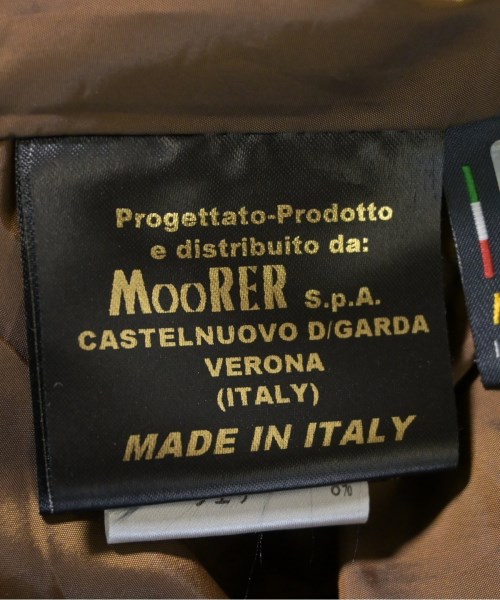 Progettato-Prodotto
e distribuito da:
MOORER S.p.A.
CASTELNUOVO D/GARDA
VERONA
(ITALY)
MADE IN ITALY